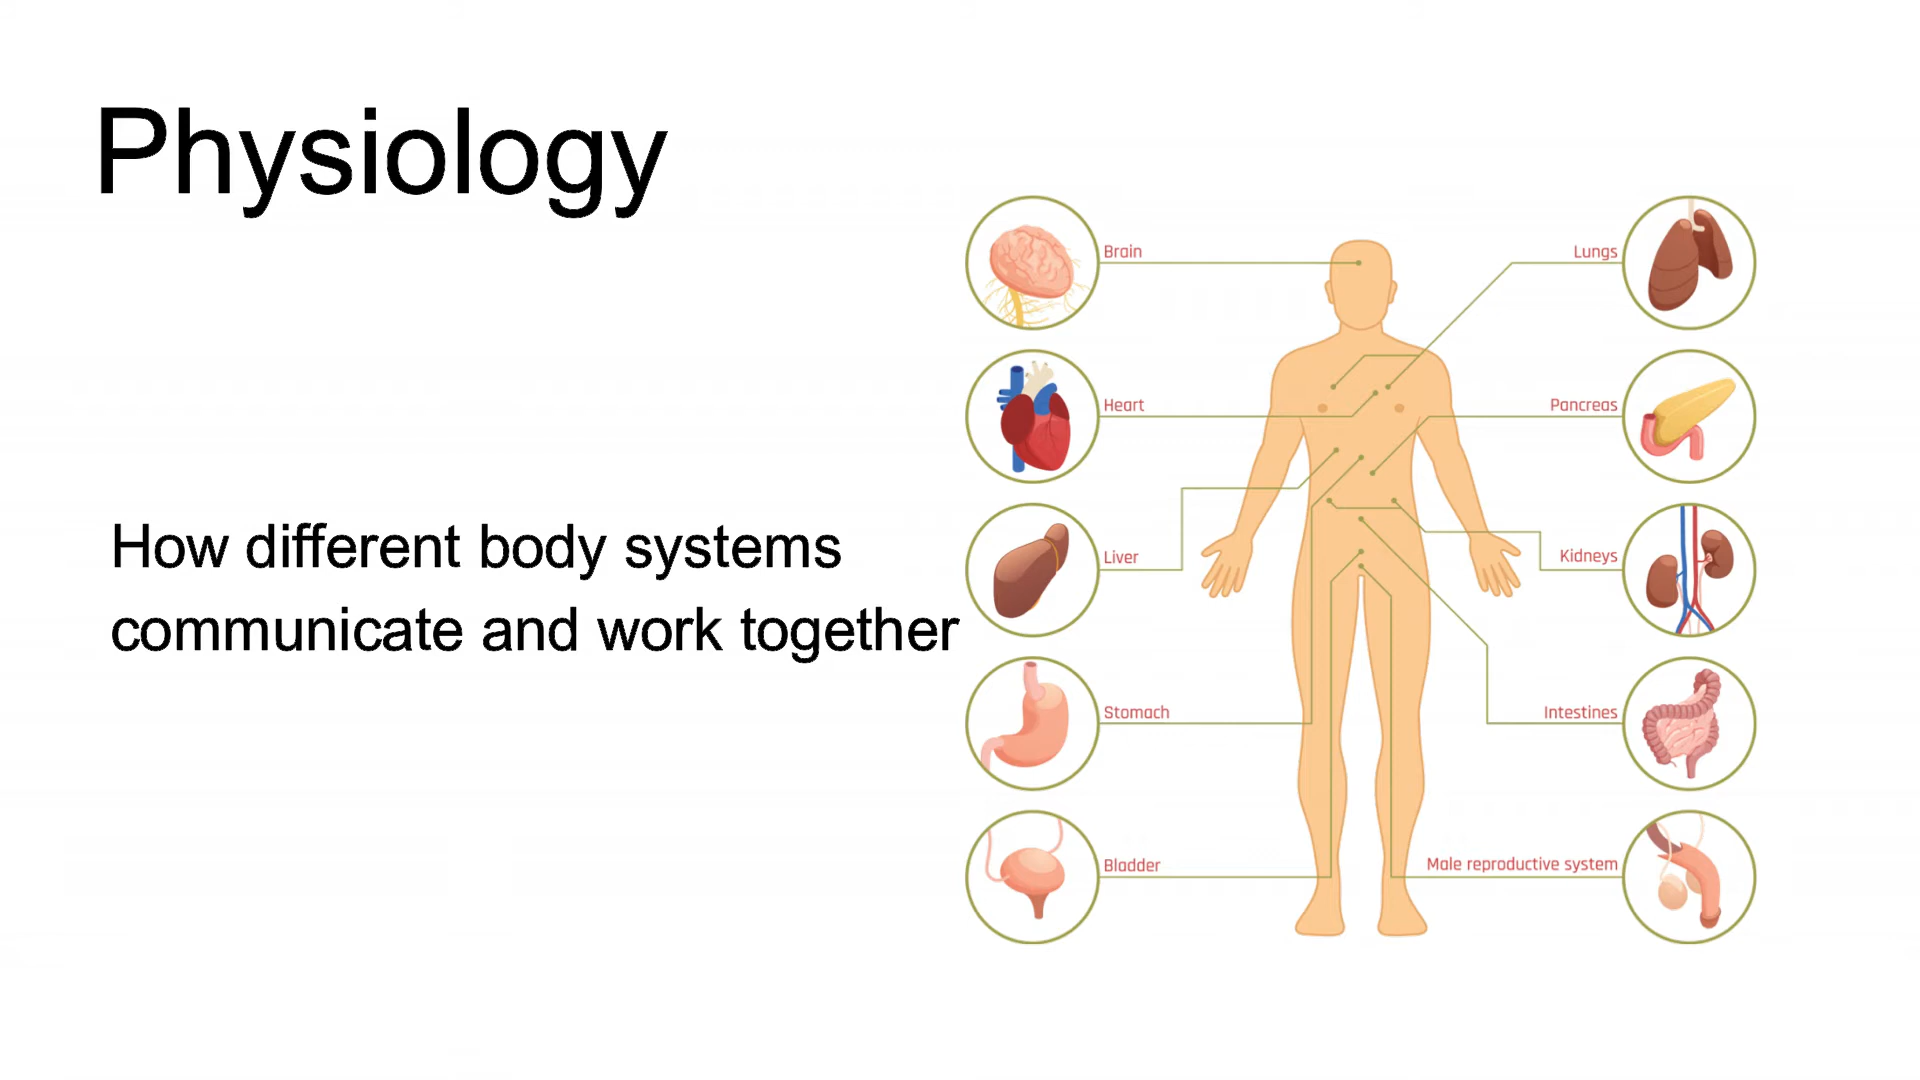 Physiology
How different body systems
communicate and work together
Brain
Heart
Liver
Stomach
Bladder
Lungs
Pancreas
Kidneys
Intestines
Male reproductive system